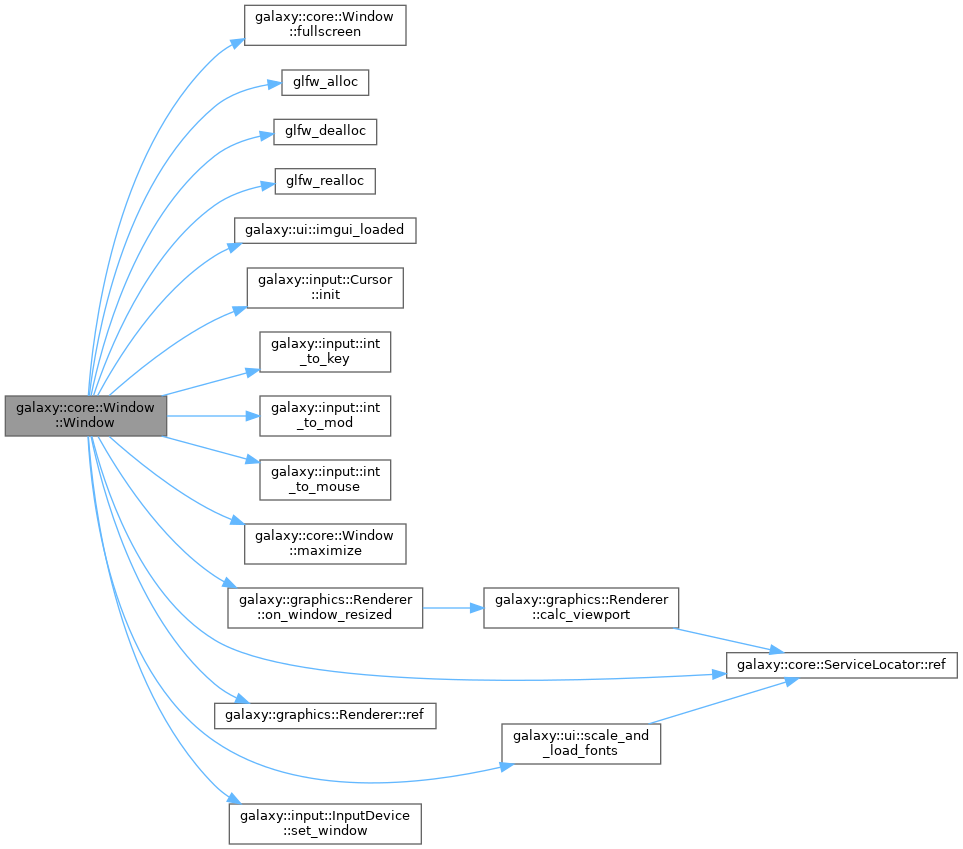 galaxy::core::Window
::fullscreen
glfw_alloc
glfw_dealloc
glfw_realloc
galaxy::ui::imgui_loaded
galaxy::input::Cursor
::init
galaxy::input::int
_to_key
galaxy::core::Window
::Window
galaxy::input::int
_to_mod
galaxy::input::int
_to_mouse
galaxy::core::Window
::maximize
galaxy::graphics::Renderer
::on_window_resized
galaxy::graphics::Renderer
::calc_viewport
galaxy::core::ServiceLocator::ref
galaxy::graphics::Renderer::ref
galaxy::ui::scale_and
_load_fonts
galaxy::input::InputDevice
::set_window